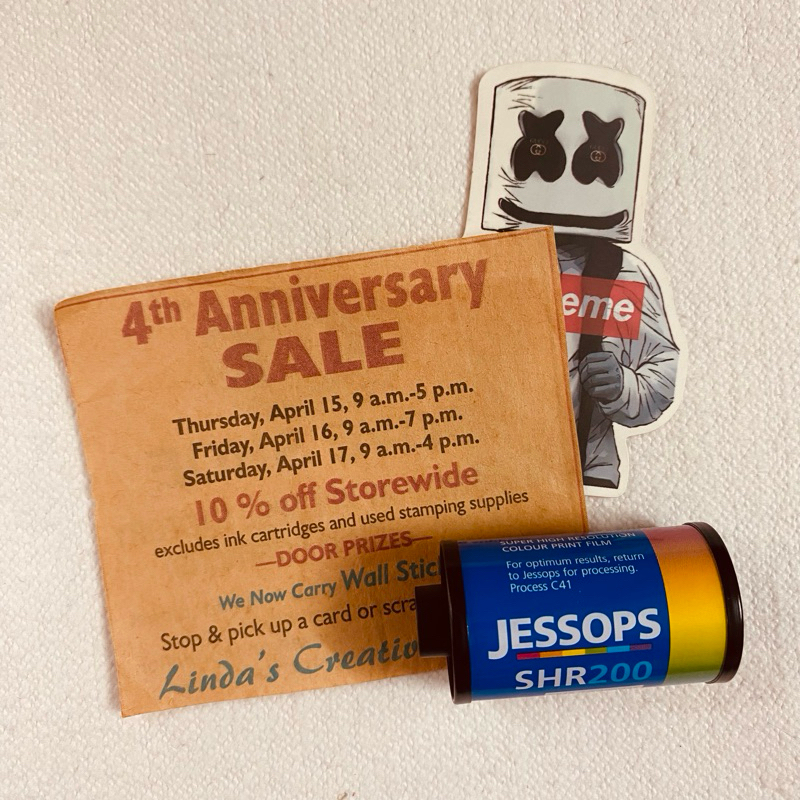 4th Anniversary
SALE
Thursday, April 15, 9 a.m.-5 p.m.
Friday, April 16, 9 a.m.-7 p.m.
Saturday, April 17, 9 a.m.-4 p.m.
10 % off Storewide
excludes ink cartridges and used stamping supplies
—DOOR PRIZES—
We Now Carry Wall Stic
Stop & pick up a card or scra
Linda's Creativ
eme
SUPER HIGH RESOLUTION
COLOUR PRINT FILM
For optimum results, return
to Jessops for processing.
Process C41
JESSOPS
SHR200